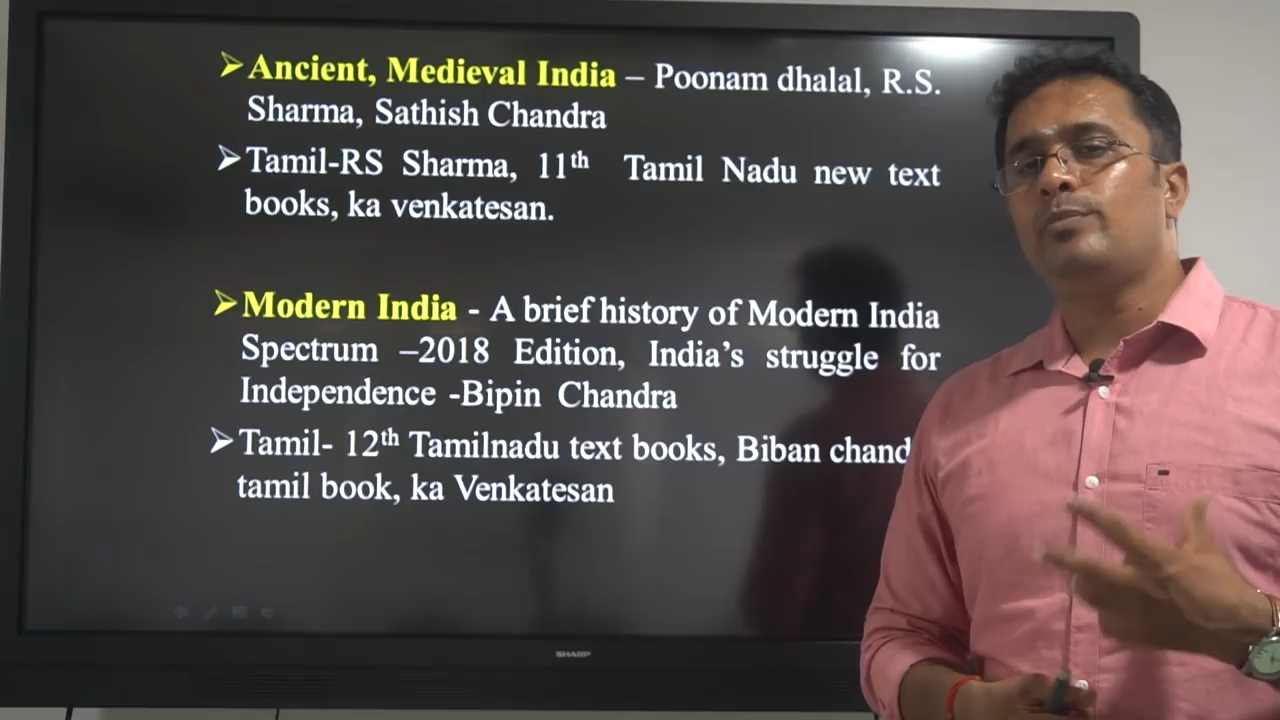 ➢Ancient, Medieval India – Poonam dhalal, R.S.
Sharma, Sathish Chandra
➢Tamil-RS Sharma, 11th Tamil Nadu new text
books, ka venkatesan.
➢Modern India - A brief history of Modern India
Spectrum –2018 Edition, India’s struggle for
Independence -Bipin Chandra
➢Tamil- 12th Tamilnadu text books, Biban chand
tamil book, ka Venkatesan
SHARP